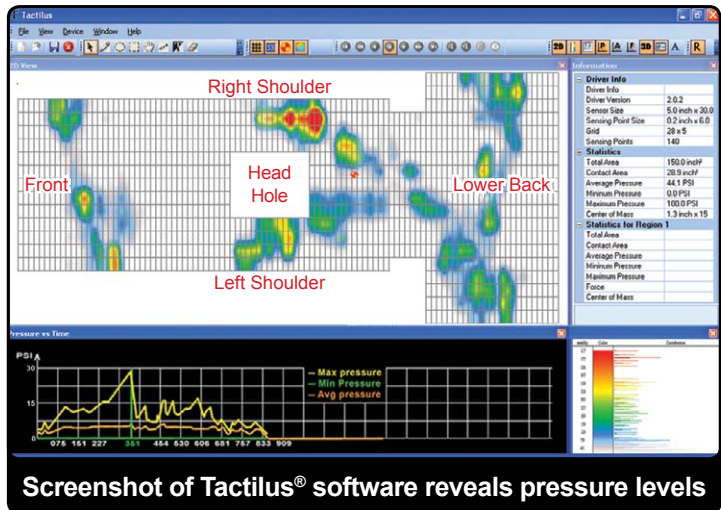 Tactilus
File View Device Window Help
2D P A F 3D A R
2D View
Information
Right Shoulder
Front
Head
Hole
Lower Back
Left Shoulder
Driver Info
Driver Info
Driver Version 2.0.2
Sensor Size 5.0 inch x 30.0
Sensing Point Size 0.2 inch x 6.0
Grid 28 x 5
Sensing Points 140
Statistics
Total Area 150.0 inch²
Contact Area 28.9 inch²
Average Pressure 44.1 PSI
Minimum Pressure 0.0 PSI
Maximum Pressure 100.0 PSI
Center of Mass 1.3 inch x 15
Statistics for Region 1
Total Area
Contact Area
Average Pressure
Minimum Pressure
Maximum Pressure
Force
Center of Mass
Pressure vs Time
PSI
30
15
0
Max pressure
Min Pressure
Avg pressure
075 151 227 351 454 530 606 681 757 833 909
Color
Screenshot of Tactilus® software reveals pressure levels